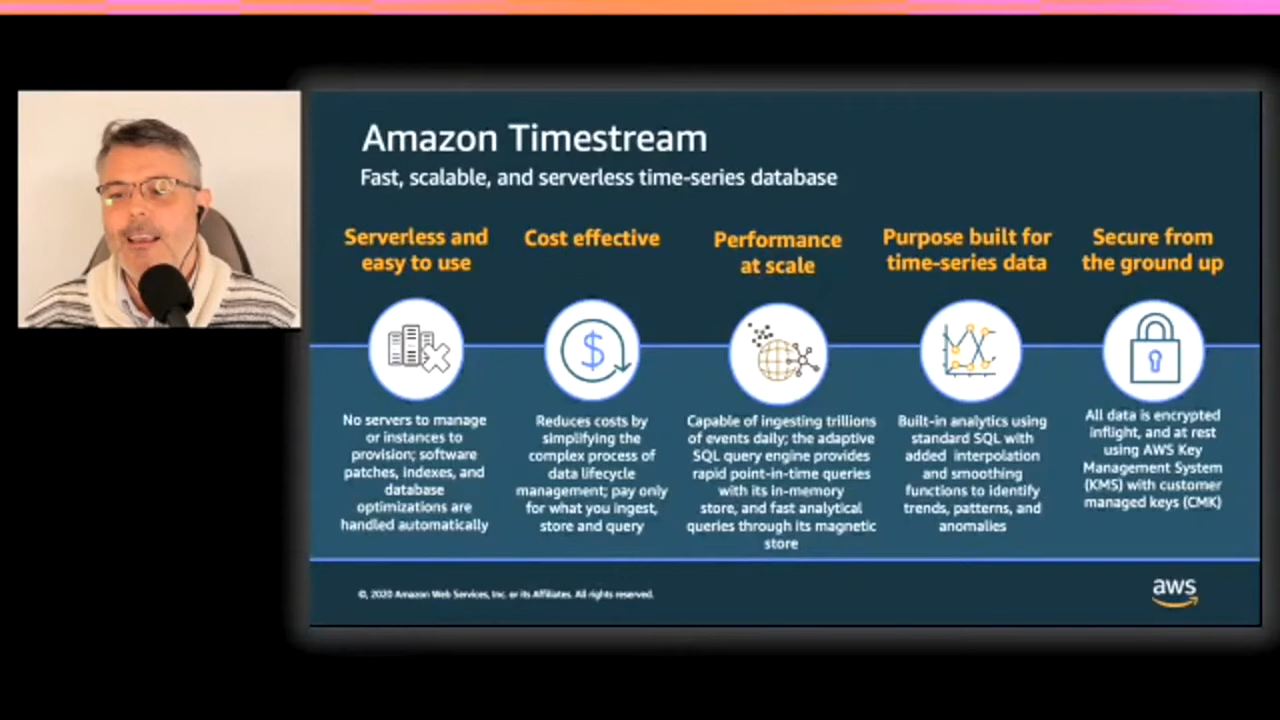 Amazon Timestream
Fast, scalable, and serverless time-series database
Serverless and
easy to use
No servers to manage
or instances to
provision; software
patches, indexes, and
database
optimizations are
handled automatically
Cost effective
$
Reduces costs by
simplifying the
complex process of
data lifecycle
management; pay only
for what you ingest,
store and query
Performance
at scale
Capable of ingesting trillions
of events daily; the adaptive
SQL query engine provides
rapid point-in-time queries
with its in-memory
store, and fast analytical
queries through its magnetic
store
Purpose built for
time-series data
Built-in analytics using
standard SQL with
added interpolation
and smoothing
functions to identify
trends, patterns, and
anomalies
Secure from
the ground up
All data is encrypted
inflight, and at rest
using AWS Key
Management System
(KMS) with customer
managed keys (CMK)
©, 2020 Amazon Web Services, Inc. or its Affiliates. All rights reserved.
aws